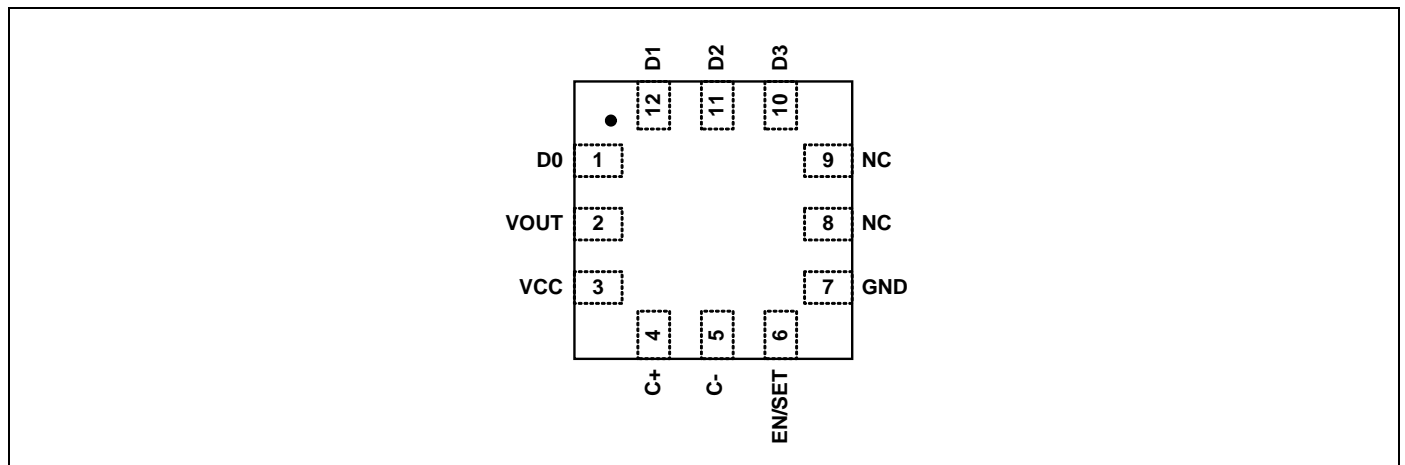 D1 D2 D3
12 11 10
D0 1 9 NC
VOUT 2 8 NC
VCC 3 7 GND
4 5 6
C+ C- EN/SET